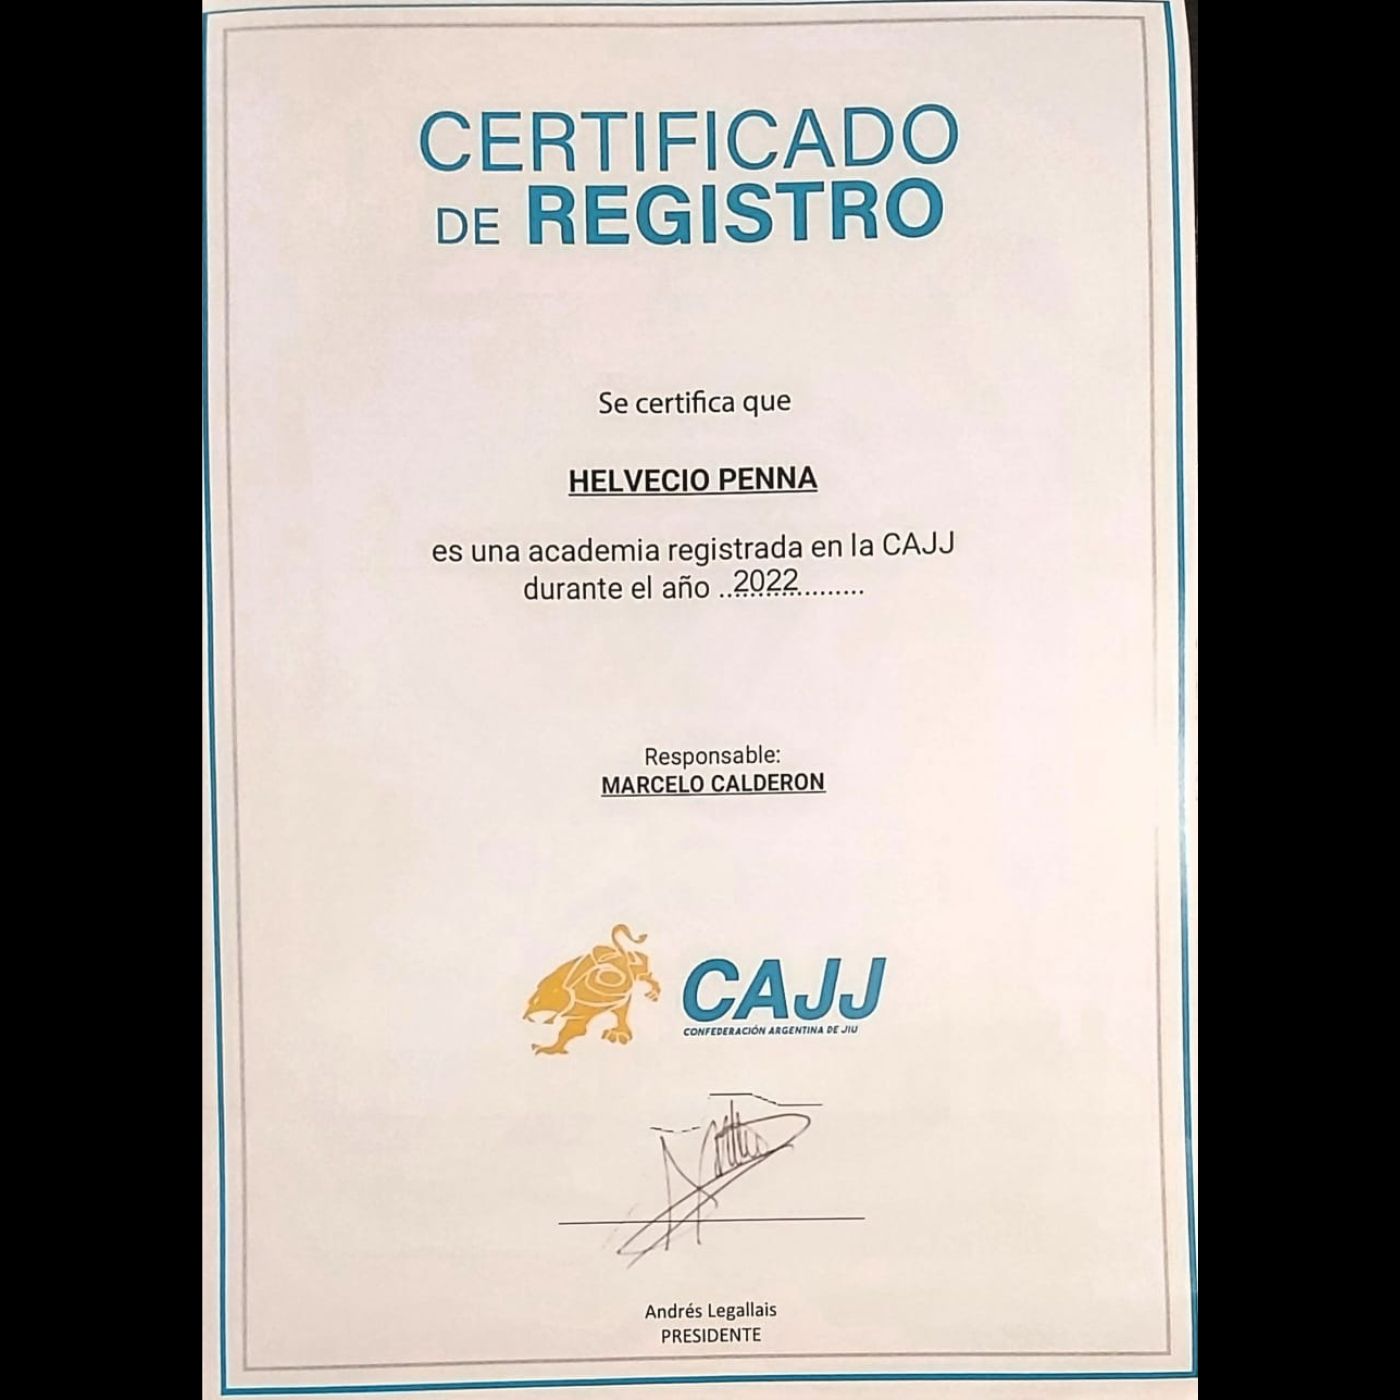 CERTIFICADO
DE REGISTRO
Se certifica que
HELVECIO PENNA
es una academia registrada en la CAJJ
durante el año ..2022..........
Responsable:
MARCELO CALDERON
CAJJ
CONFEDERACIÓN ARGENTINA DE JIU
Andrés Legallais
PRESIDENTE